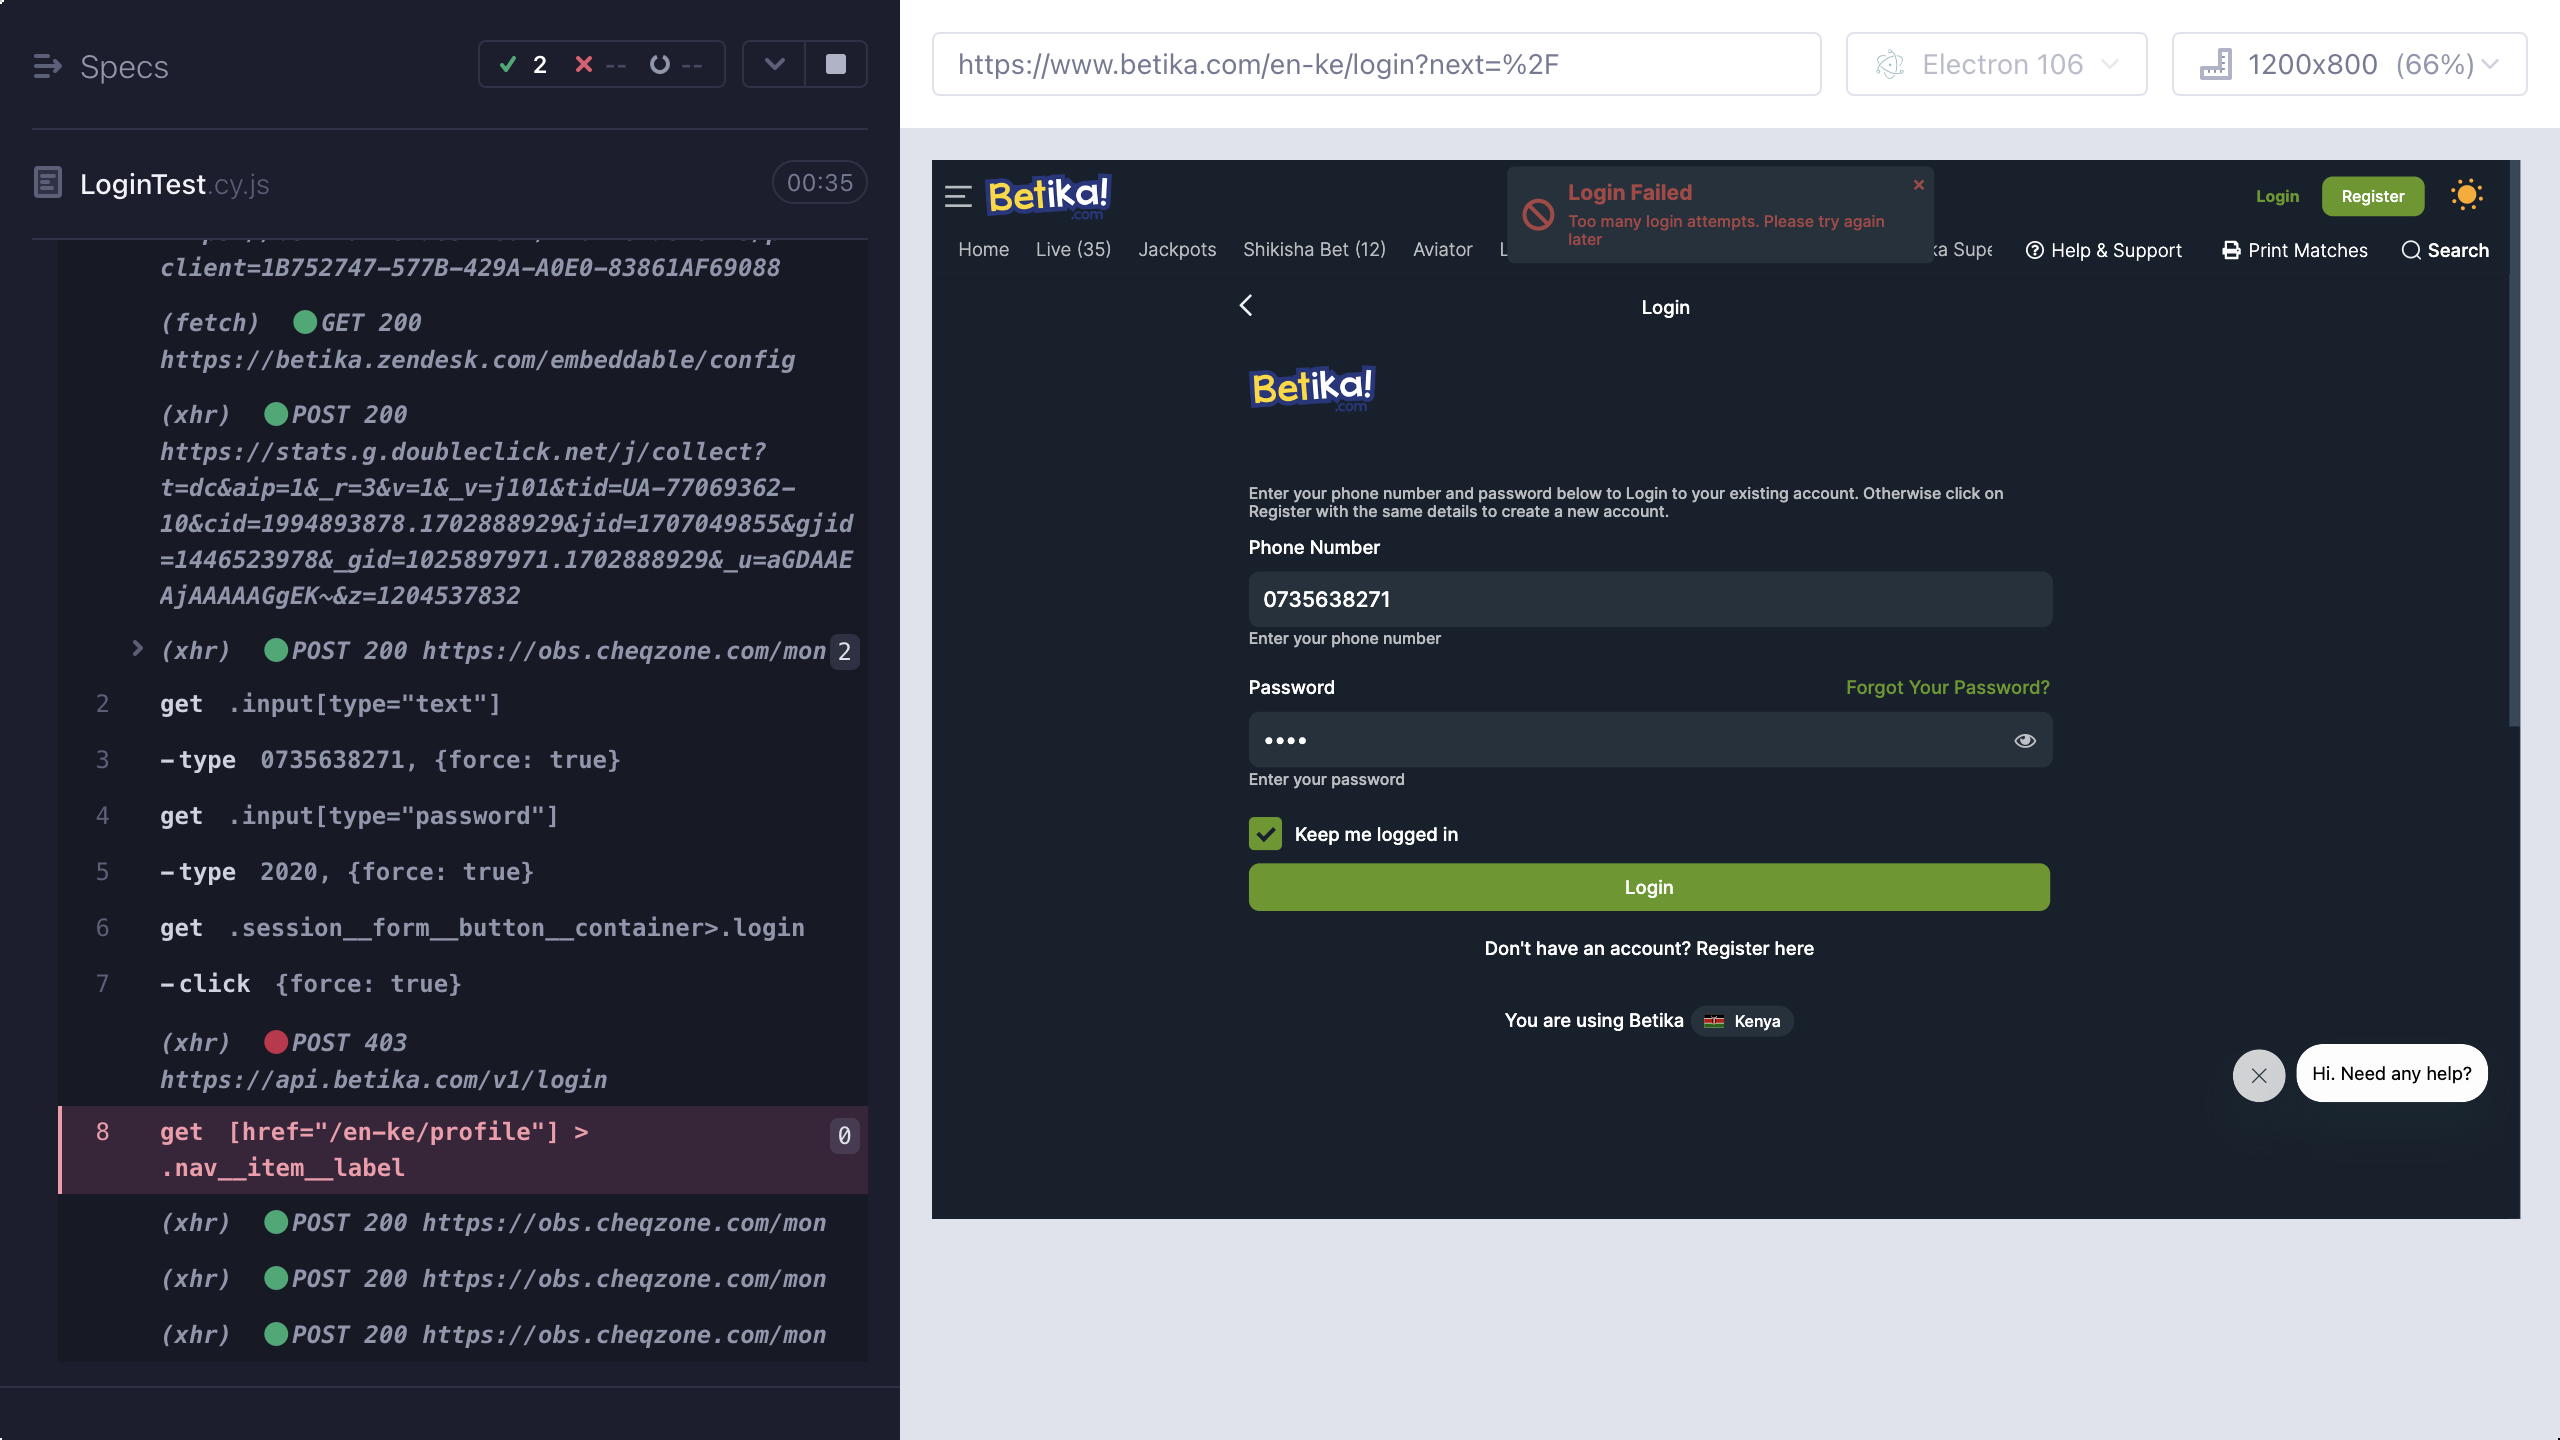 Specs
2 -- --
LoginTest.cy.js
00:35
client=1B752747-577B-429A-A0E0-83861AF69088
(fetch) GET 200
https://betika.zendesk.com/embeddable/config
(xhr) POST 200
https://stats.g.doubleclick.net/j/collect?
t=dc&aip=1&_r=3&v=1&_v=j101&tid=UA-77069362-
10&cid=1994893878.1702888929&jid=1707049855&gjid
=1446523978&_gid=1025897971.1702888929&_u=aGDAAE
AjAAAAAGgEK~&z=1204537832
(xhr) POST 200 https://obs.cheqzone.com/mon 2
2 get .input[type="text"]
3 -type 0735638271, {force: true}
4 get .input[type="password"]
5 -type 2020, {force: true}
6 get .session__form__button__container>.login
7 -click {force: true}
(xhr) POST 403
https://api.betika.com/v1/login
8 get [href="/en-ke/profile"] > 0
.nav__item__label
(xhr) POST 200 https://obs.cheqzone.com/mon
(xhr) POST 200 https://obs.cheqzone.com/mon
(xhr) POST 200 https://obs.cheqzone.com/mon
https://www.betika.com/en-ke/login?next=%2F
Electron 106
1200x800 (66%)
Betika!
.com
Login Failed
Too many login attempts. Please try again
later
Login
Register
Home Live (35) Jackpots Shikisha Bet (12) Aviator
Help & Support Print Matches Search
Login
Betika!
.com
Enter your phone number and password below to Login to your existing account. Otherwise click on
Register with the same details to create a new account.
Phone Number
0735638271
Enter your phone number
Password
Forgot Your Password?
••••
Enter your password
Keep me logged in
Login
Don't have an account? Register here
You are using Betika Kenya
Hi. Need any help?